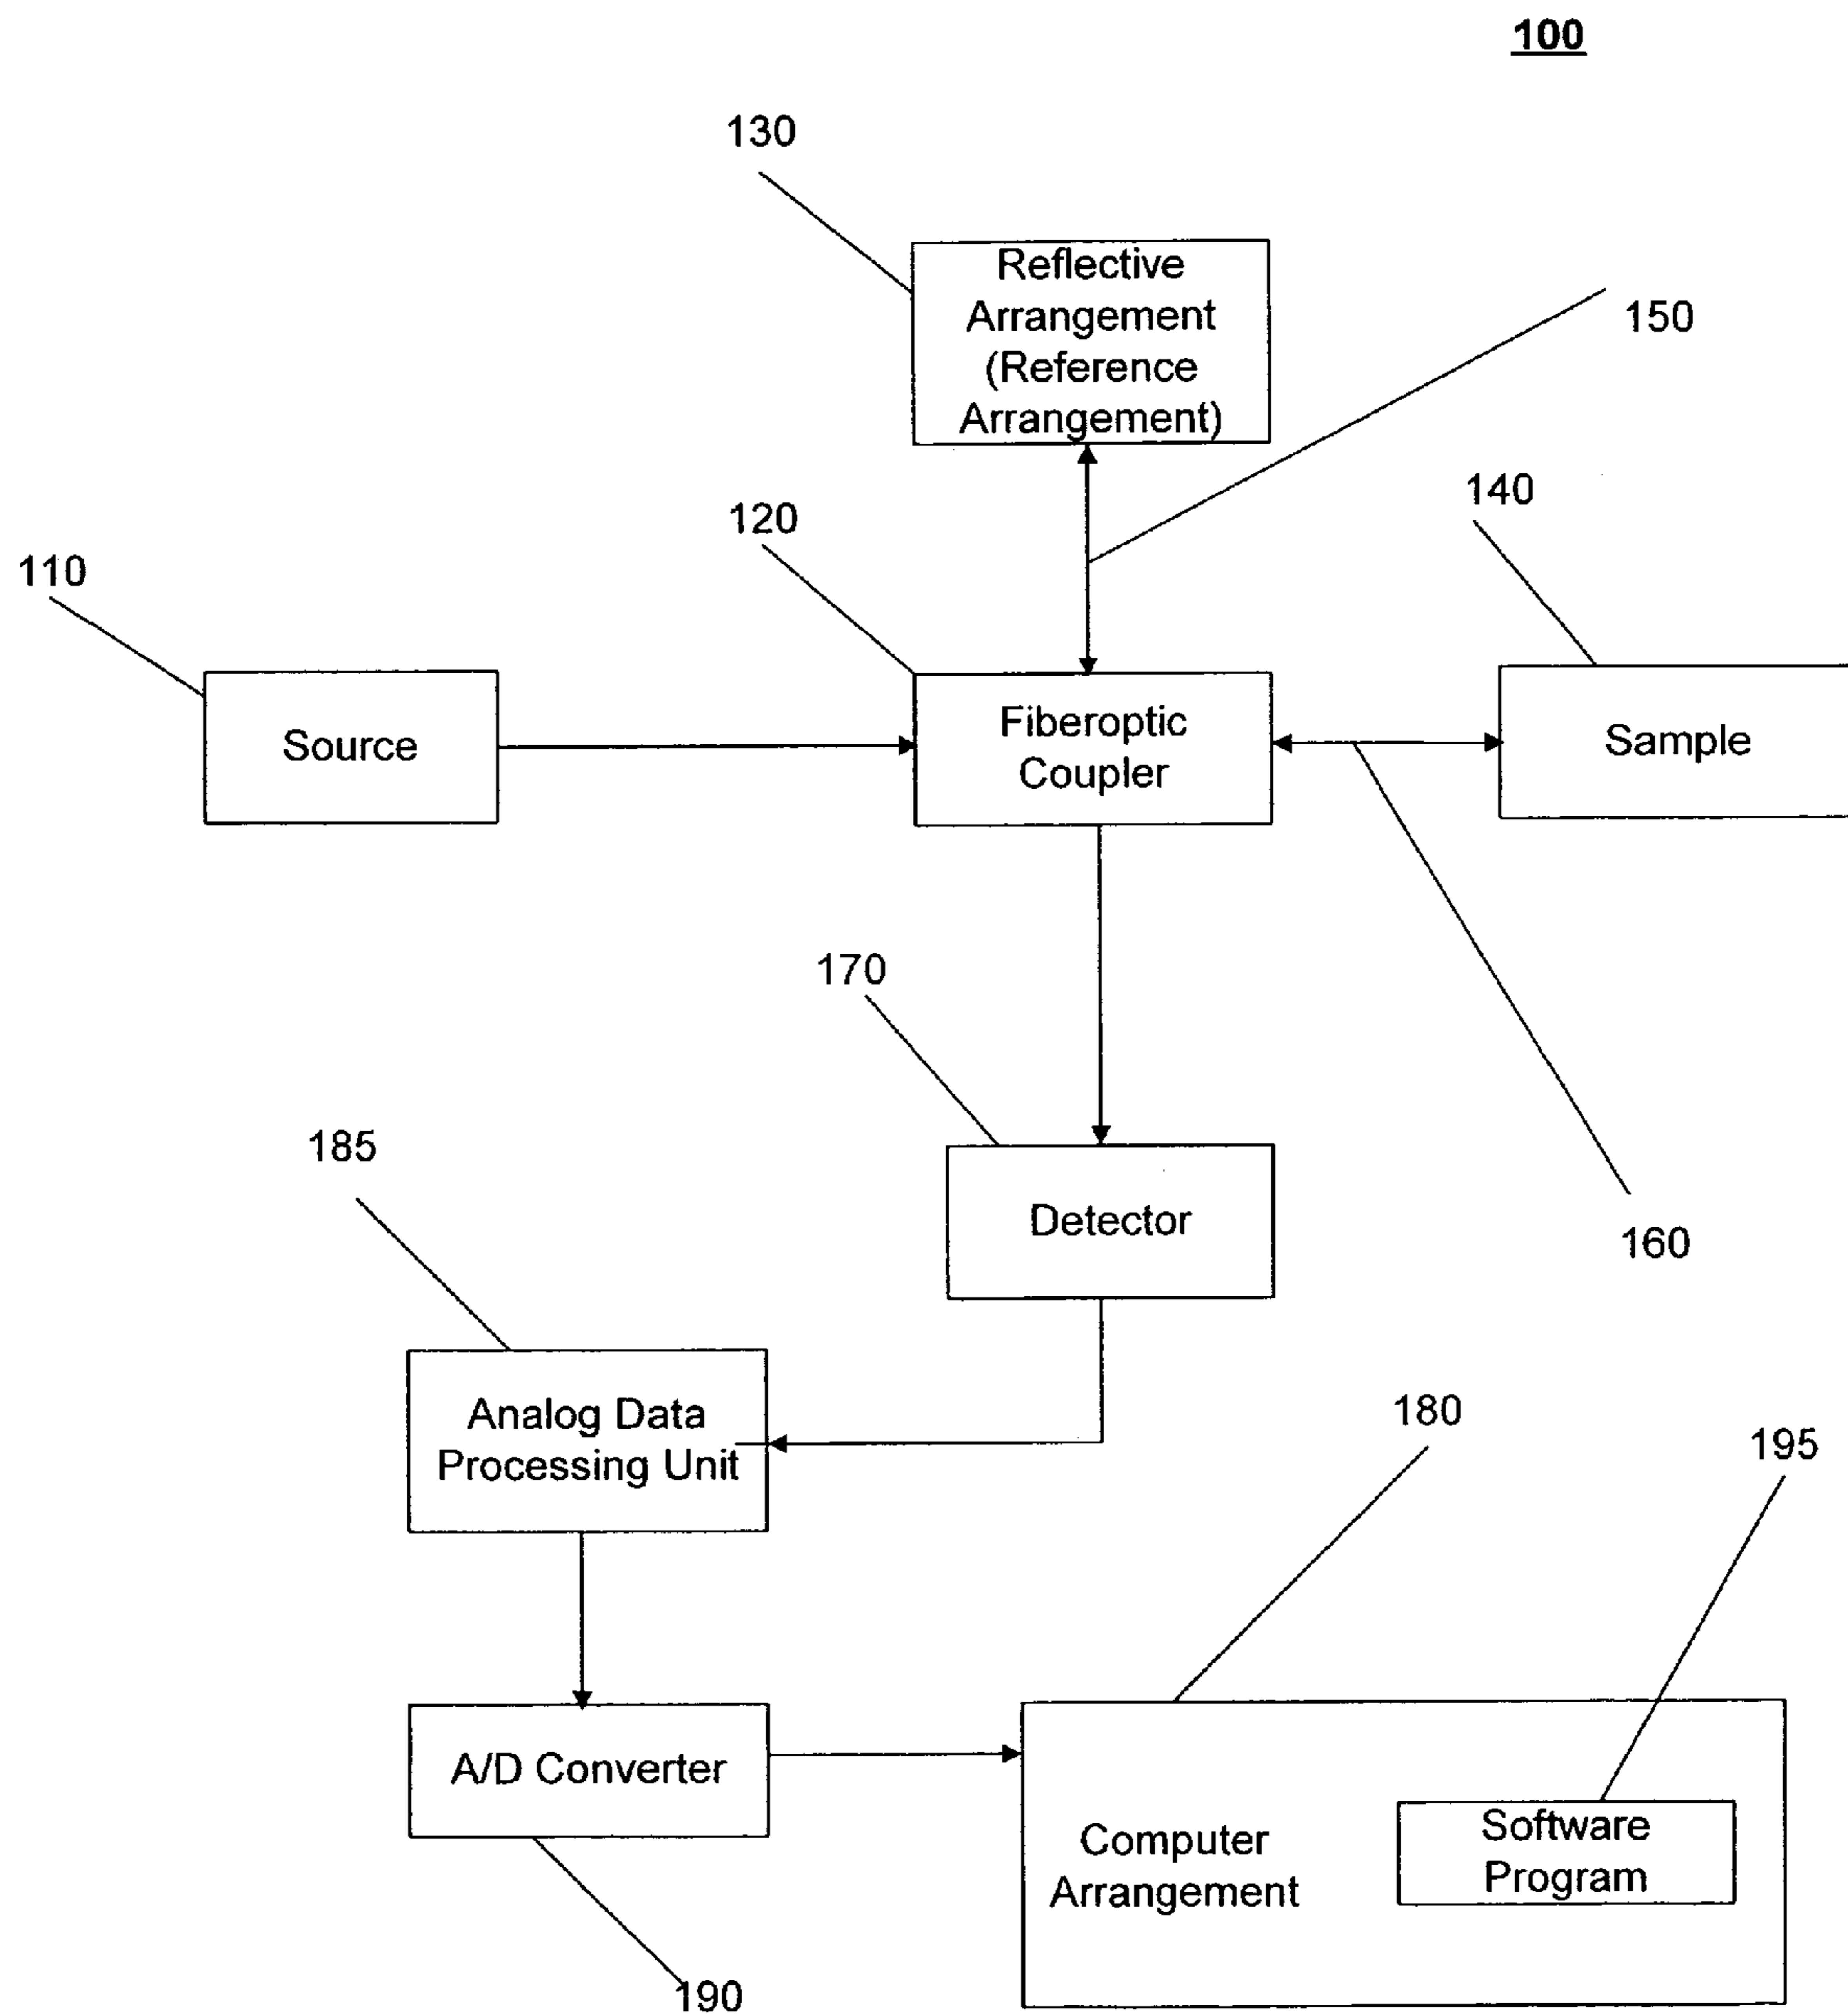 100
130
Reflective
Arrangement
(Reference
Arrangement)
150
120
140
110
Source
Fiberoptic
Coupler
Sample
170
185
Detector
160
Analog Data
Processing Unit
180
195
A/D Converter
Computer
Arrangement
Software
Program
190